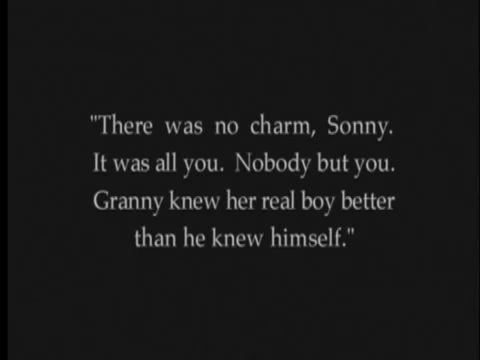 "There was no charm, Sonny.
It was all you. Nobody but you.
Granny knew her real boy better
than he knew himself."